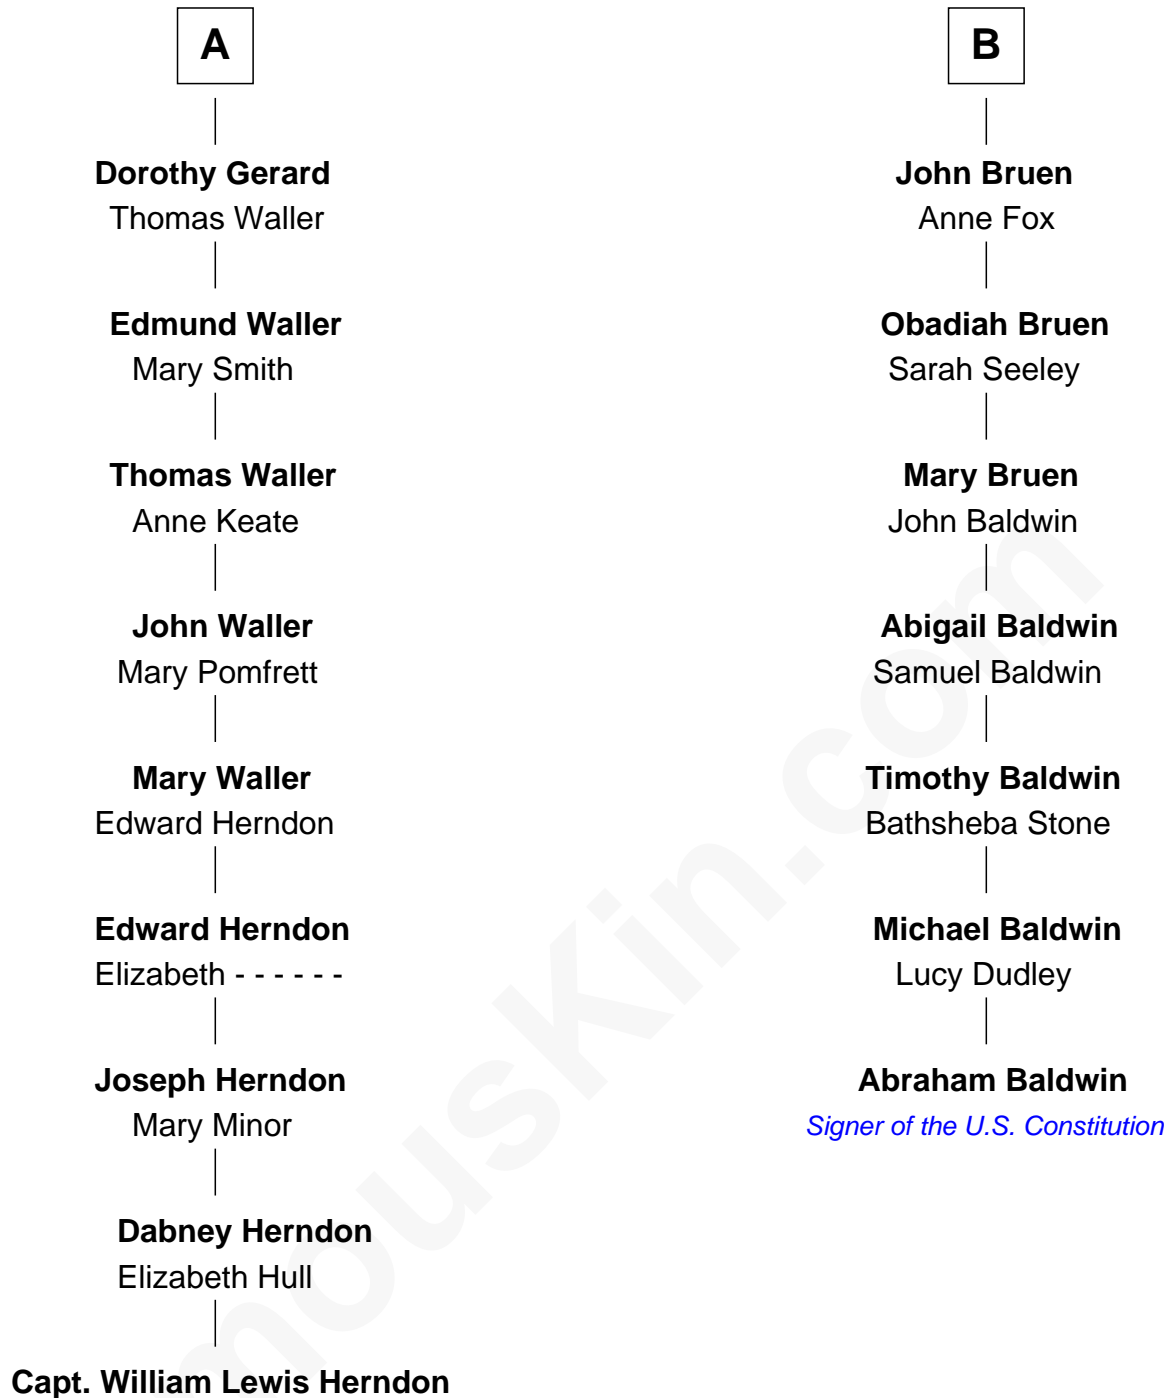 A
Dorothy Gerard
Thomas Waller
Edmund Waller
Mary Smith
Thomas Waller
Anne Keate
John Waller
Mary Pomfrett
Mary Waller
Edward Herndon
Edward Herndon
Elizabeth - - - - - -
Joseph Herndon
Mary Minor
Dabney Herndon
Elizabeth Hull
Capt. William Lewis Herndon
B
John Bruen
Anne Fox
Obadiah Bruen
Sarah Seeley
Mary Bruen
John Baldwin
Abigail Baldwin
Samuel Baldwin
Timothy Baldwin
Bathsheba Stone
Michael Baldwin
Lucy Dudley
Abraham Baldwin
Signer of the U.S. Constitution
mousKin.com